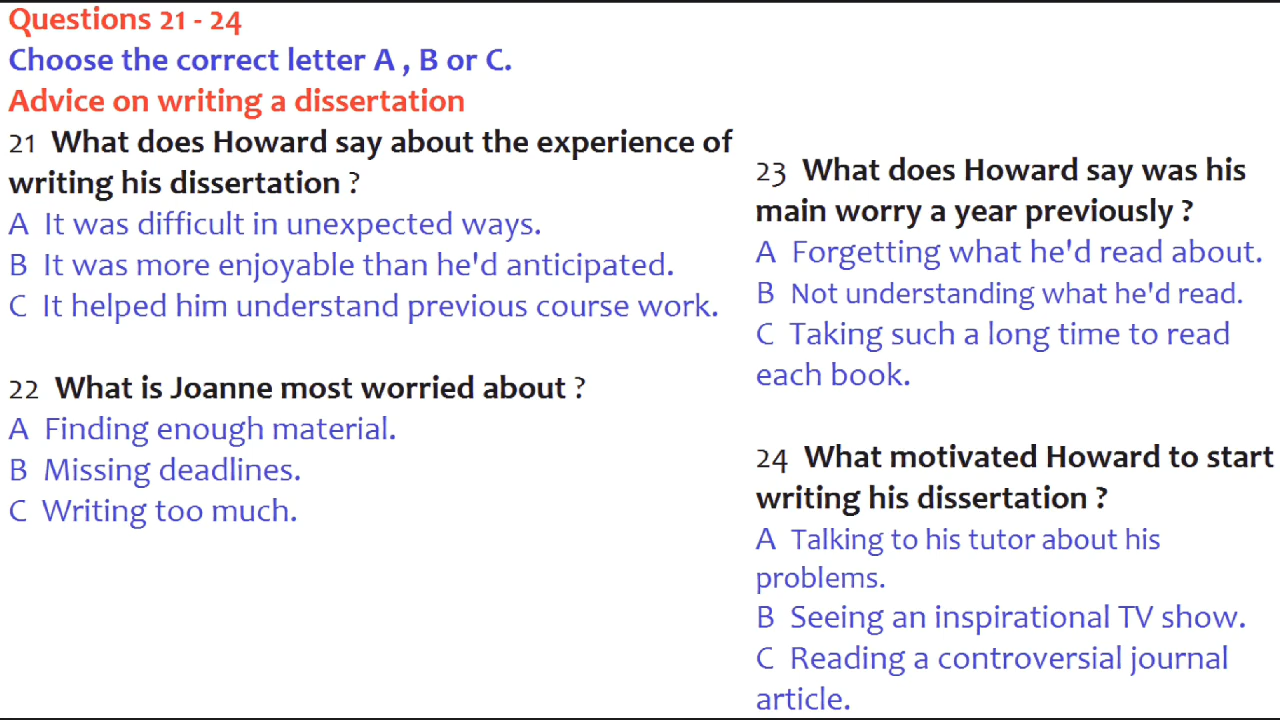 Questions 21 - 24
Choose the correct letter A , B or C.
Advice on writing a dissertation
21 What does Howard say about the experience of
writing his dissertation ?
A It was difficult in unexpected ways.
B It was more enjoyable than he'd anticipated.
C It helped him understand previous course work.
22 What is Joanne most worried about ?
A Finding enough material.
B Missing deadlines.
C Writing too much.
23 What does Howard say was his
main worry a year previously ?
A Forgetting what he'd read about.
B Not understanding what he'd read.
C Taking such a long time to read
each book.
24 What motivated Howard to start
writing his dissertation ?
A Talking to his tutor about his
problems.
B Seeing an inspirational TV show.
C Reading a controversial journal
article.